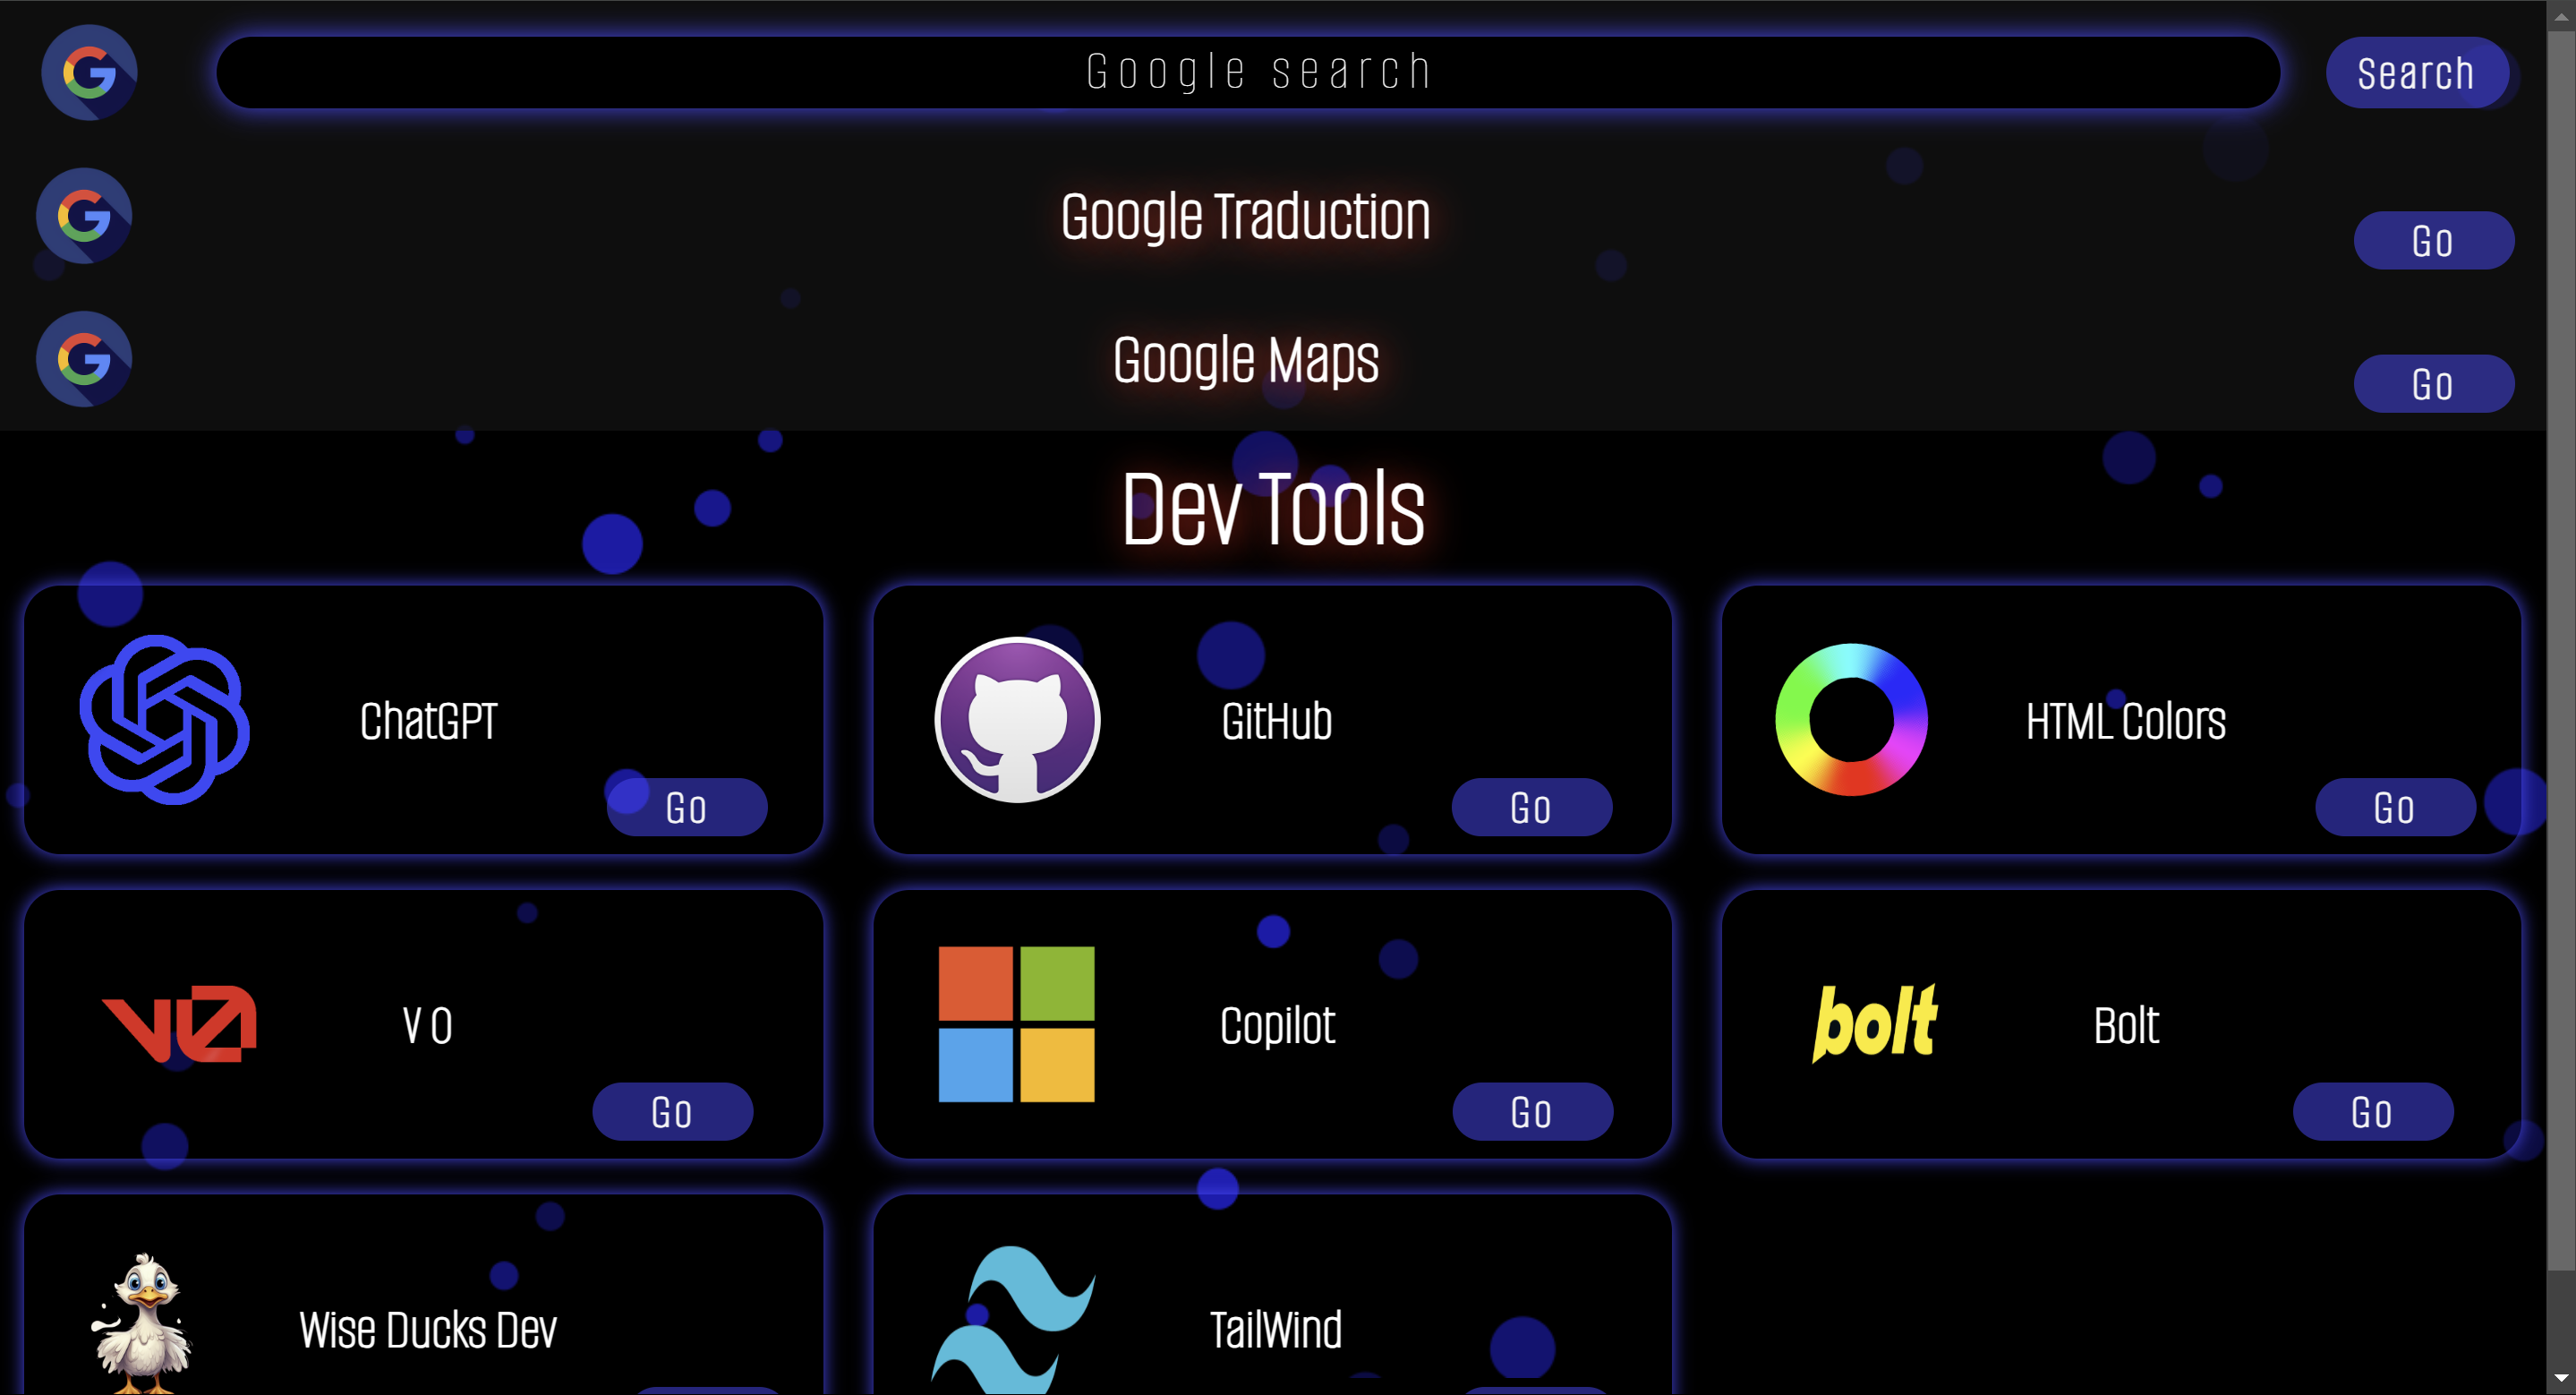 Google search
Search
Google Traduction
Go
Google Maps
Go
Dev Tools
ChatGPT
Go
GitHub
Go
HTML Colors
Go
v0
V 0
Go
Copilot
Go
bolt
Bolt
Go
Wise Ducks Dev
TailWind